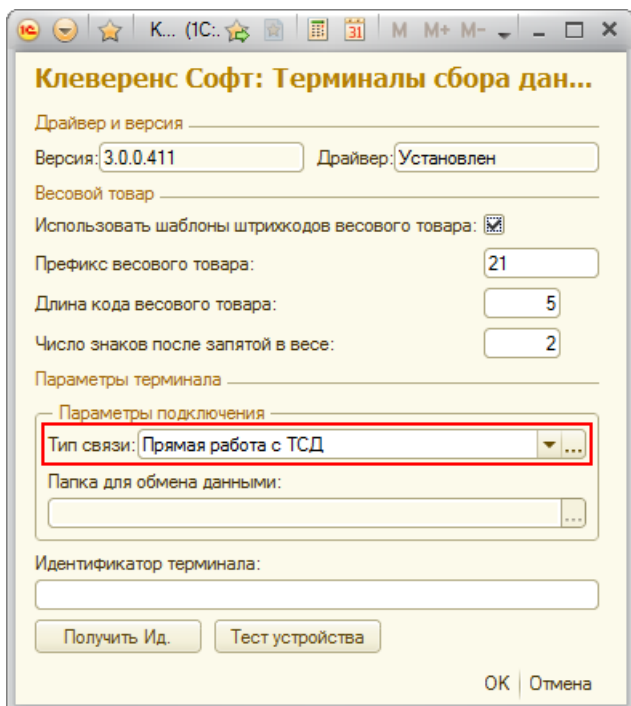 К... (1С:. 31 M M+ M-
Клеверенс Софт: Терминалы сбора дан...
Драйвер и версия
Версия: 3.0.0.411 Драйвер: Установлен
Весовой товар
Использовать шаблоны штрихкодов весового товара:
Префикс весового товара: 21
Длина кода весового товара: 5
Число знаков после запятой в весе: 2
Параметры терминала
Параметры подключения
Тип связи: Прямая работа с ТСД ...
Папка для обмена данными:
...
Идентификатор терминала:
Получить Ид. Тест устройства
ОК Отмена